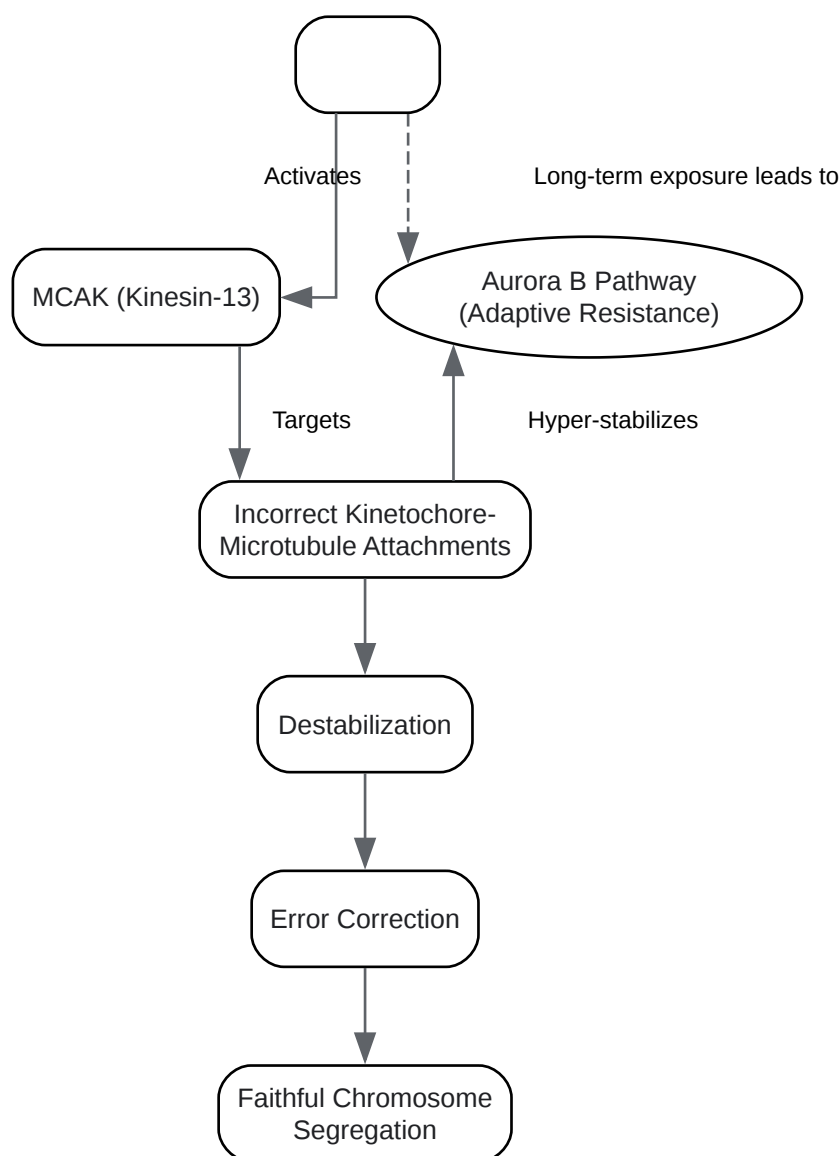 Activates
Long-term exposure leads to
MCAK (Kinesin-13)
Aurora B Pathway
(Adaptive Resistance)
Targets
Hyper-stabilizes
Incorrect Kinetochore-
Microtubule Attachments
Destabilization
Error Correction
Faithful Chromosome
Segregation